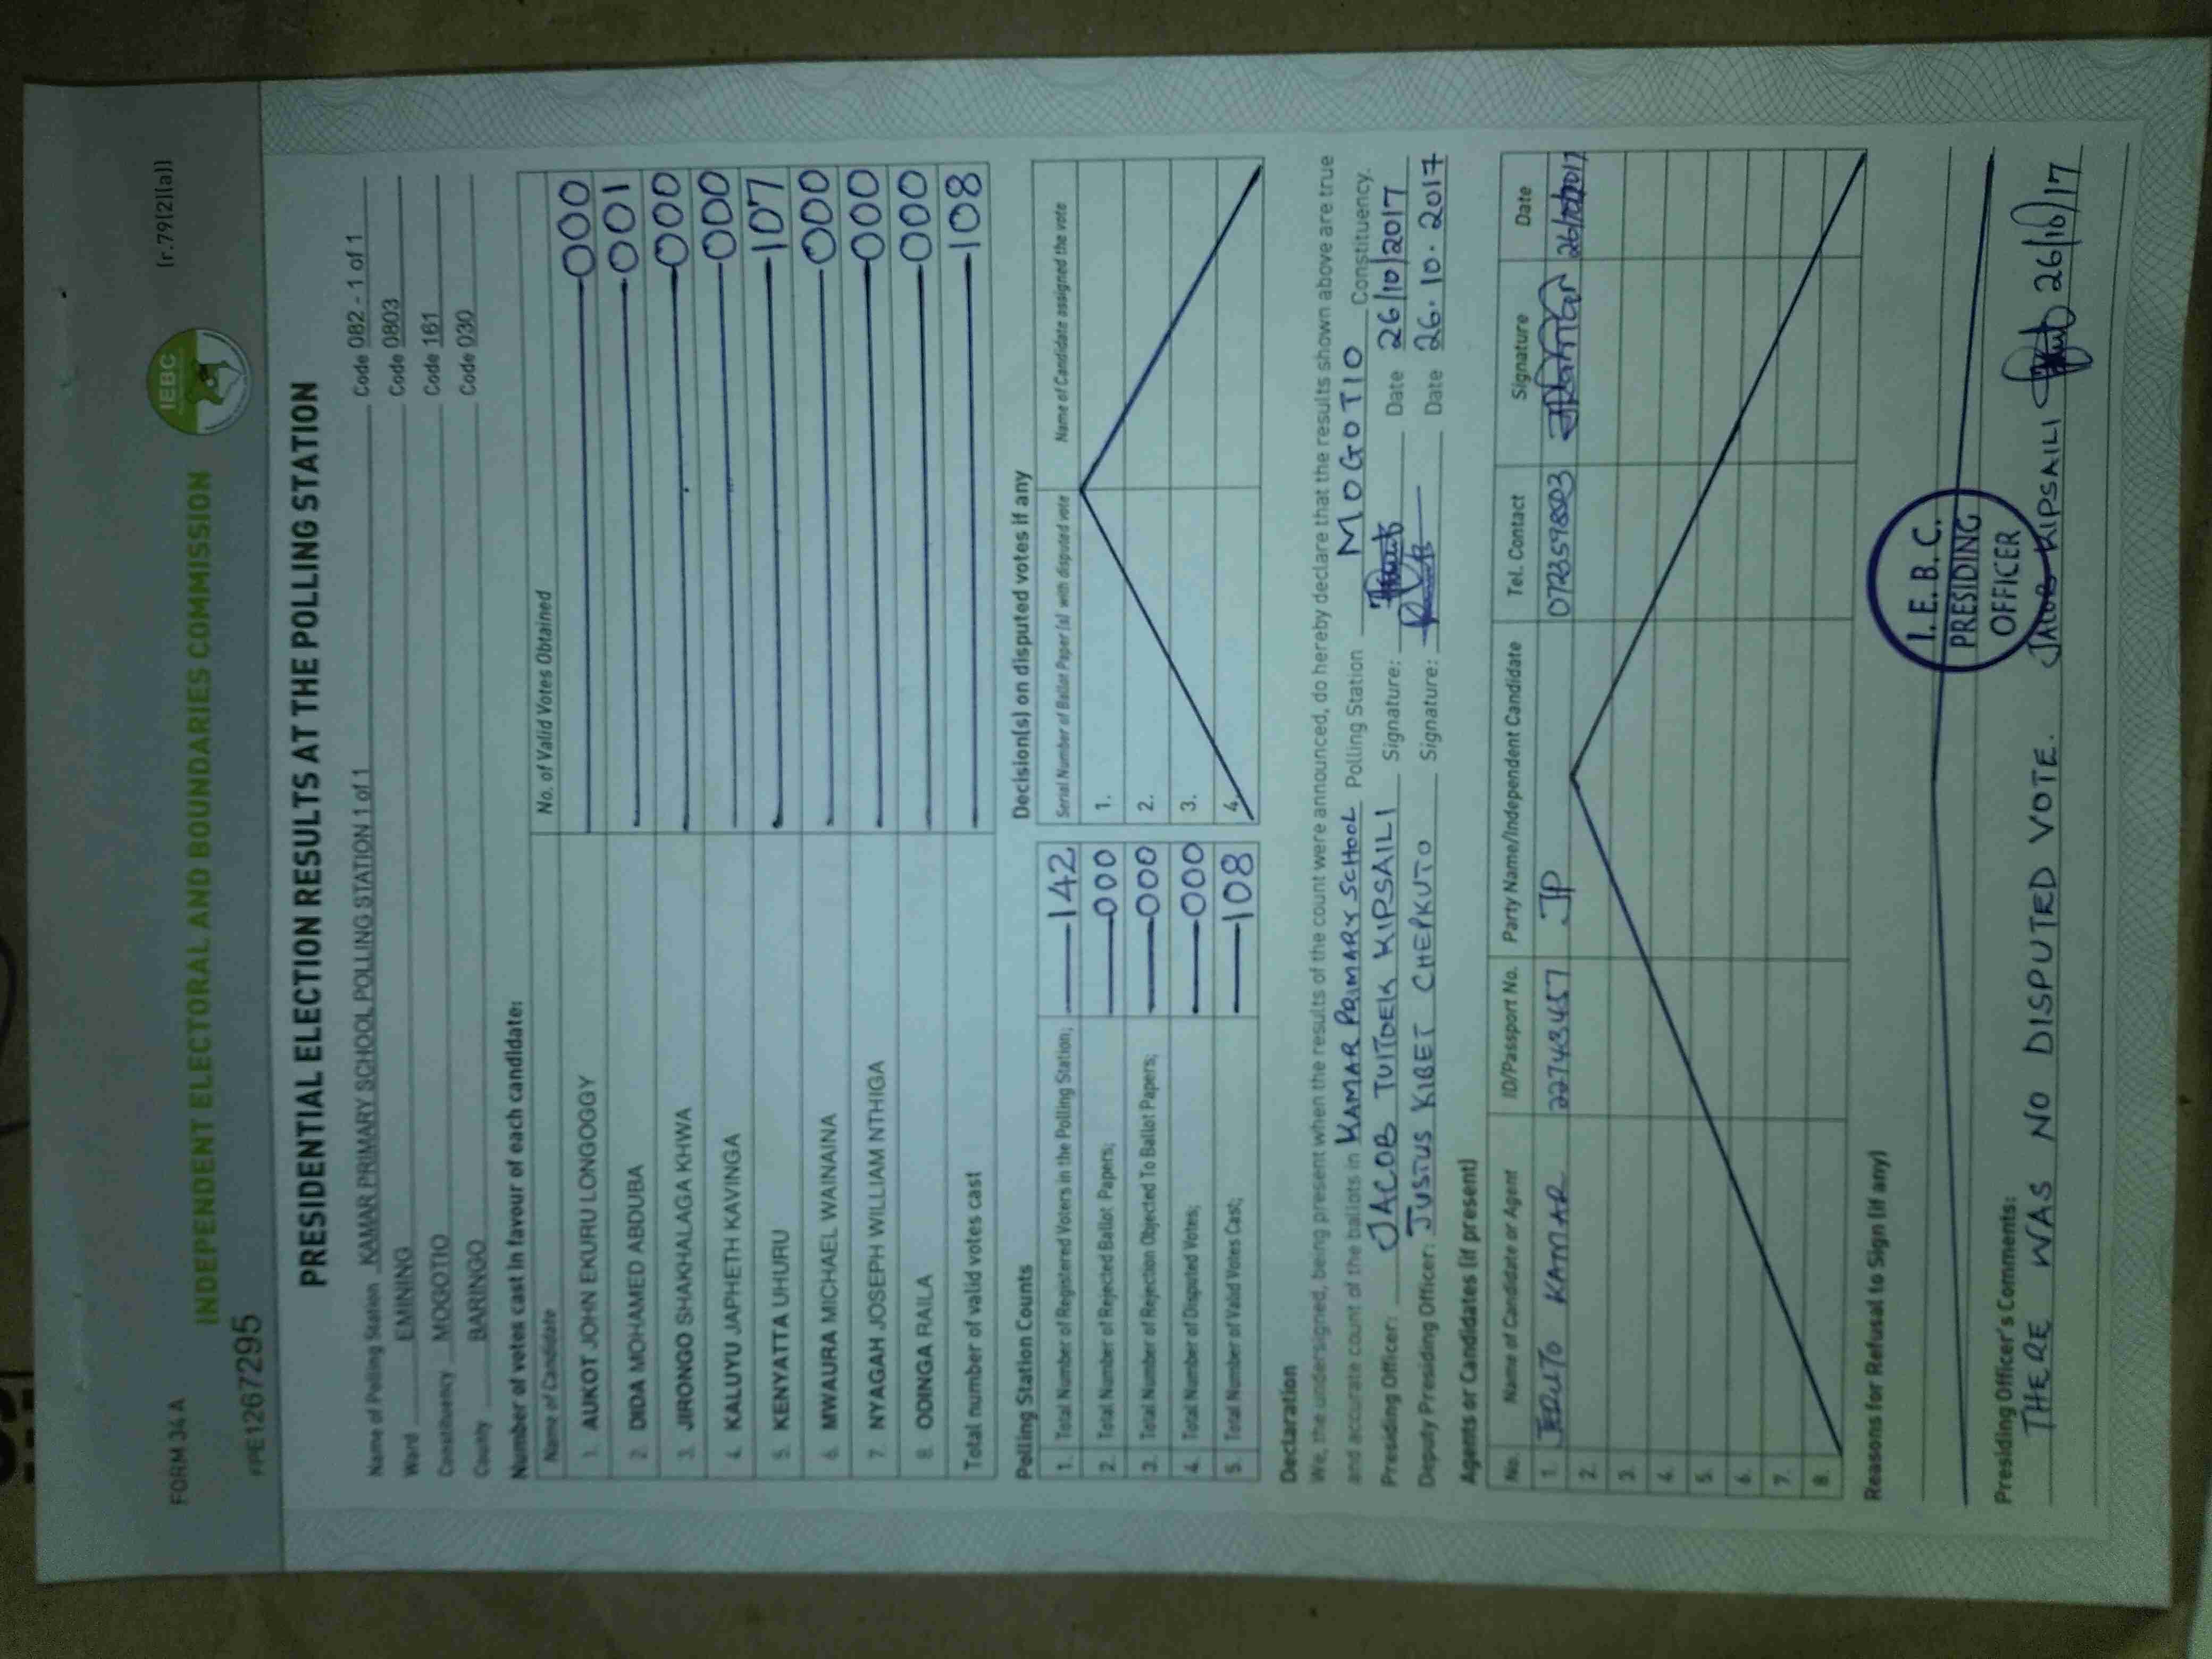 FORM 34A
(r.79(2)(a))
INDEPENDENT ELECTORAL AND BOUNDARIES COMMISSION
IEBC
1267295
PRESIDENTIAL ELECTION RESULTS AT THE POLLING STATION
Name of Polling Station KAMAR PRIMARY SCHOOL POLLING STATION 1 of 1 Code 082 - 1 of 1
Ward EMINING Code 0803
Constituency MOGOTIO Code 161
County BARINGO Code 030
Number of votes cast in favour of each candidate:
Name of Candidate No. of Valid Votes Obtained
1. AUKOT JOHN EKURU LONGOGGY 000
2. DIDA MOHAMED ABDUBA 001
3. JIRONGO SHAKHALAGA KHWA 000
4. KALUYU JAPHETH KAVINGA 000
5. KENYATTA UHURU 107
6. MWAURA MICHAEL WAINAINA 000
7. NYAGAH JOSEPH WILLIAM NTHIGA 000
8. ODINGA RAILA 000
Total number of valid votes cast 108
Polling Station Counts
1. Total Number of Registered Voters in the Polling Station; 142
2. Total Number of Rejected Ballot Papers; 000
3. Total Number of Rejection Objected To Ballot Papers; 000
4. Total Number of Disputed Votes; 000
5. Total Number of Valid Votes Cast; 108
Decision(s) on disputed votes if any
Serial Number of Ballot Paper (s) with disputed vote Name of Candidate assigned the vote
1.
2.
3.
4.
Declaration
We, the undersigned, being present when the results of the count were announced, do hereby declare that the results shown above are true
and accurate count of the ballots in KAMAR PRIMARY SCHOOL Polling Station MOGOTIO Constituency.
Presiding Officer: JACOB TUITOEK KIPSAILI Signature: Date 26/10/2017
Deputy Presiding Officer: JUSTUS KIBET CHEPKUTO Signature: Date 26.10.2017
Agents or Candidates (if present)
No. Name of Candidate or Agent ID/Passport No. Party Name/Independent Candidate Tel. Contact Signature Date
1. JERUTO KAMAR 22743457 JP
2.
3.
4.
5.
6.
7.
8.
Reasons for Refusal to Sign (if any)
I.E.B.C.
PRESIDING
OFFICER
Presiding Officer's Comments:
THERE WAS NO DISPUTED VOTE. JACOB KIPSAILI 26/10/17